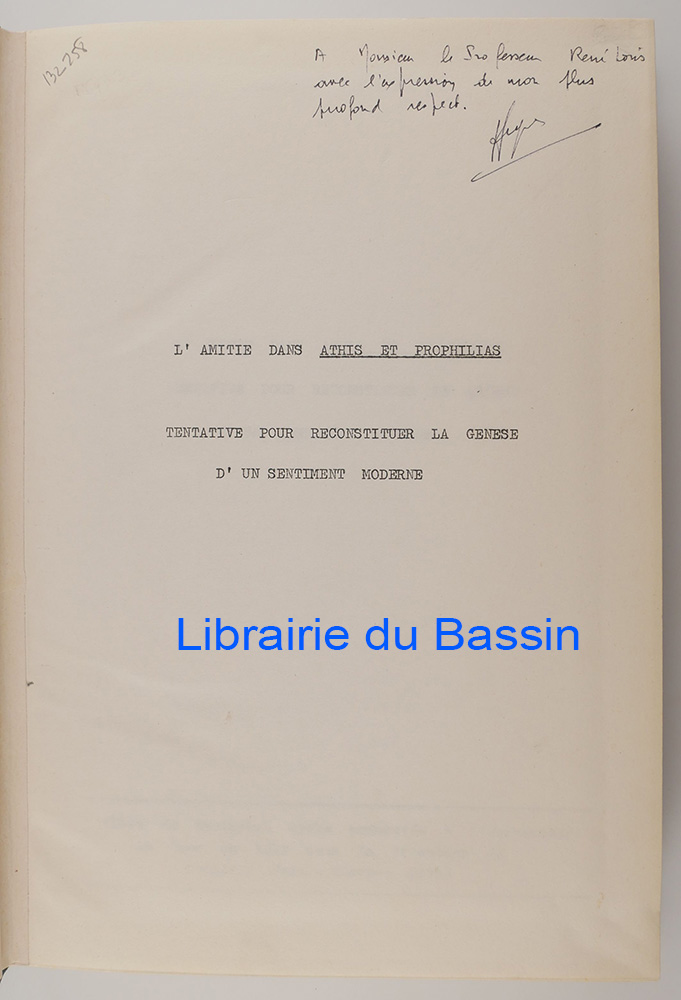 132258
A Monsieur le Professeur René Louis
avec l'expression de mon plus
profond respect.
L' AMITIE DANS ATHIS ET PROPHILIAS
TENTATIVE POUR RECONSTITUER LA GENESE
D' UN SENTIMENT MODERNE
Librairie du Bassin